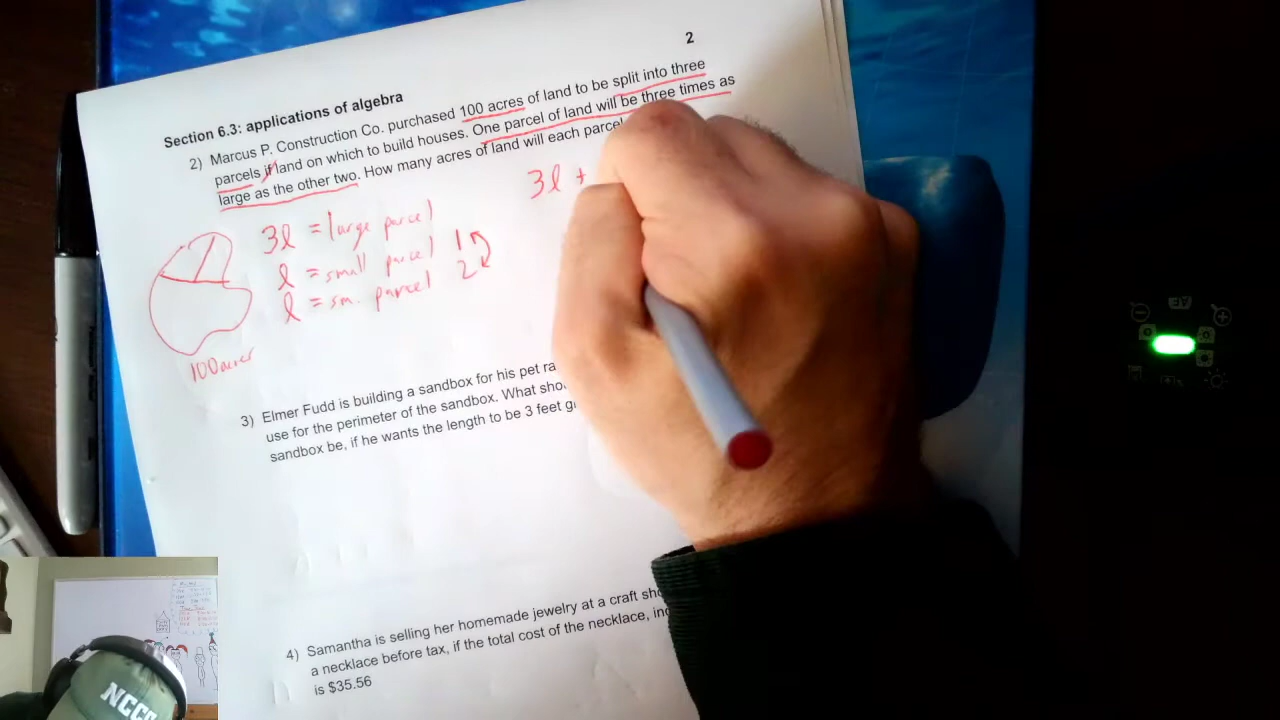 2
Section 6.3: applications of algebra
2) Marcus P. Construction Co. purchased 100 acres of land to be split into three
parcels if land on which to build houses. One parcel of land will be three times as
large as the other two. How many acres of land will each parcel
3l +
3l = large parcel
l = small parcel 1
l = sm. parcel 2
100 acres
3) Elmer Fudd is building a sandbox for his pet
use for the perimeter of the sandbox. What
sandbox be, if he wants the length to be 3 feet
4) Samantha is selling her homemade jewelry at a craft
a necklace before tax, if the total cost of the necklace,
is $35.56
NCCC